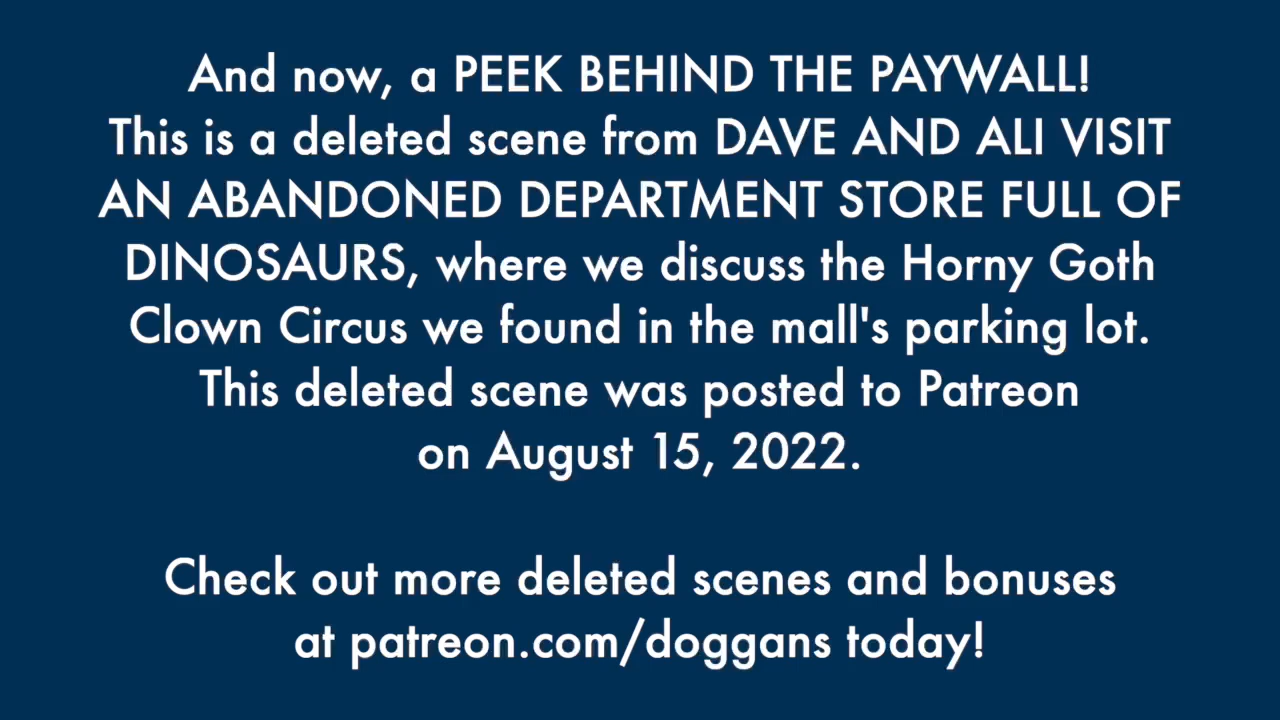 And now, a PEEK BEHIND THE PAYWALL!
This is a deleted scene from DAVE AND ALI VISIT
AN ABANDONED DEPARTMENT STORE FULL OF
DINOSAURS, where we discuss the Horny Goth
Clown Circus we found in the mall's parking lot.
This deleted scene was posted to Patreon
on August 15, 2022.
Check out more deleted scenes and bonuses
at patreon.com/doggans today!